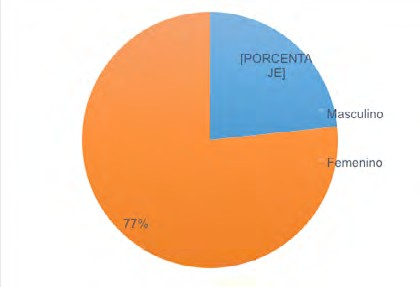 [PORCENTA
JE]
Masculino
Femenino
77%